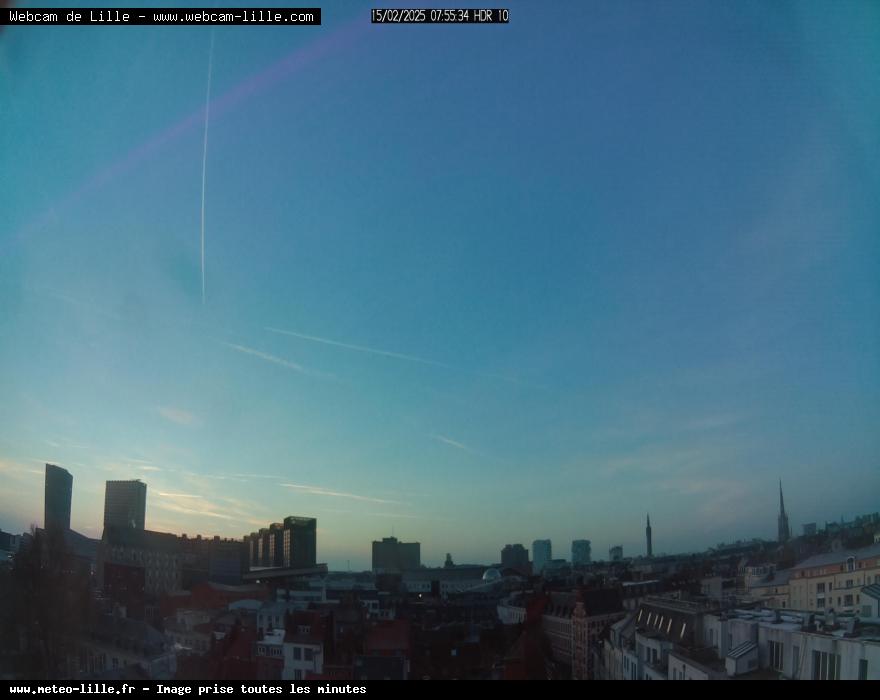 Webcam de Lille - www.webcam-lille.com
15/02/2025 07:55:34 HDR 10
www.meteo-lille.fr - Image prise toutes les minutes